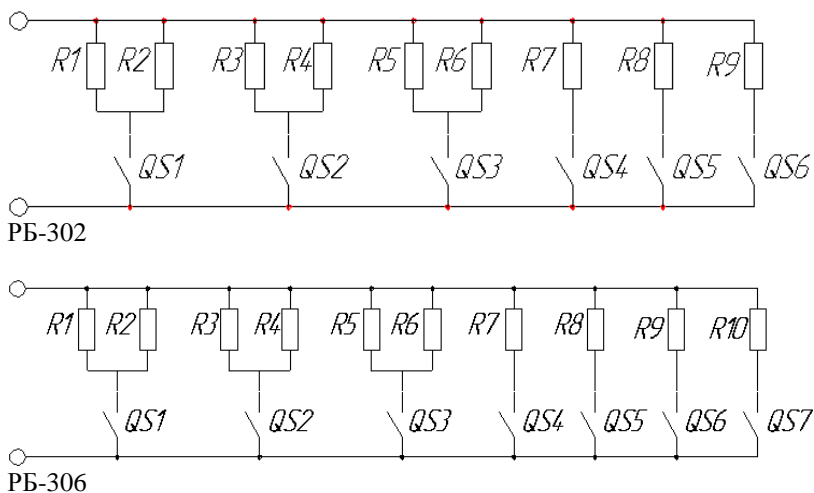 R1 R2 R3 R4 R5 R6 R7 R8 R9
QS1 QS2 QS3 QS4 QS5 QS6
РБ-302
R1 R2 R3 R4 R5 R6 R7 R8 R9 R10
QS1 QS2 QS3 QS4 QS5 QS6 QS7
РБ-306